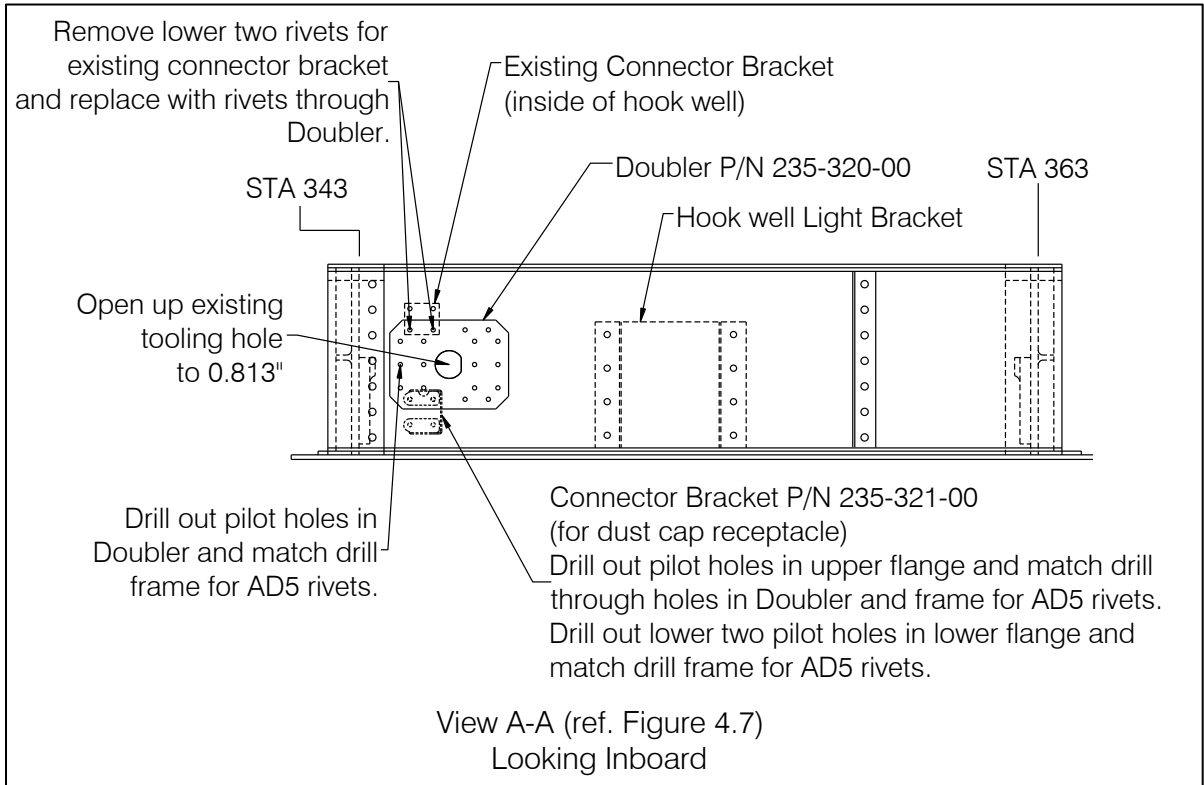 Remove lower two rivets for
existing connector bracket
and replace with rivets through
Doubler.
Existing Connector Bracket
(inside of hook well)
Doubler P/N 235-320-00
STA 343
STA 363
Hook well Light Bracket
Open up existing
tooling hole
to 0.813"
Drill out pilot holes in
Doubler and match drill
frame for AD5 rivets.
Connector Bracket P/N 235-321-00
(for dust cap receptacle)
Drill out pilot holes in upper flange and match drill
through holes in Doubler and frame for AD5 rivets.
Drill out lower two pilot holes in lower flange and
match drill frame for AD5 rivets.
View A-A (ref. Figure 4.7)
Looking Inboard